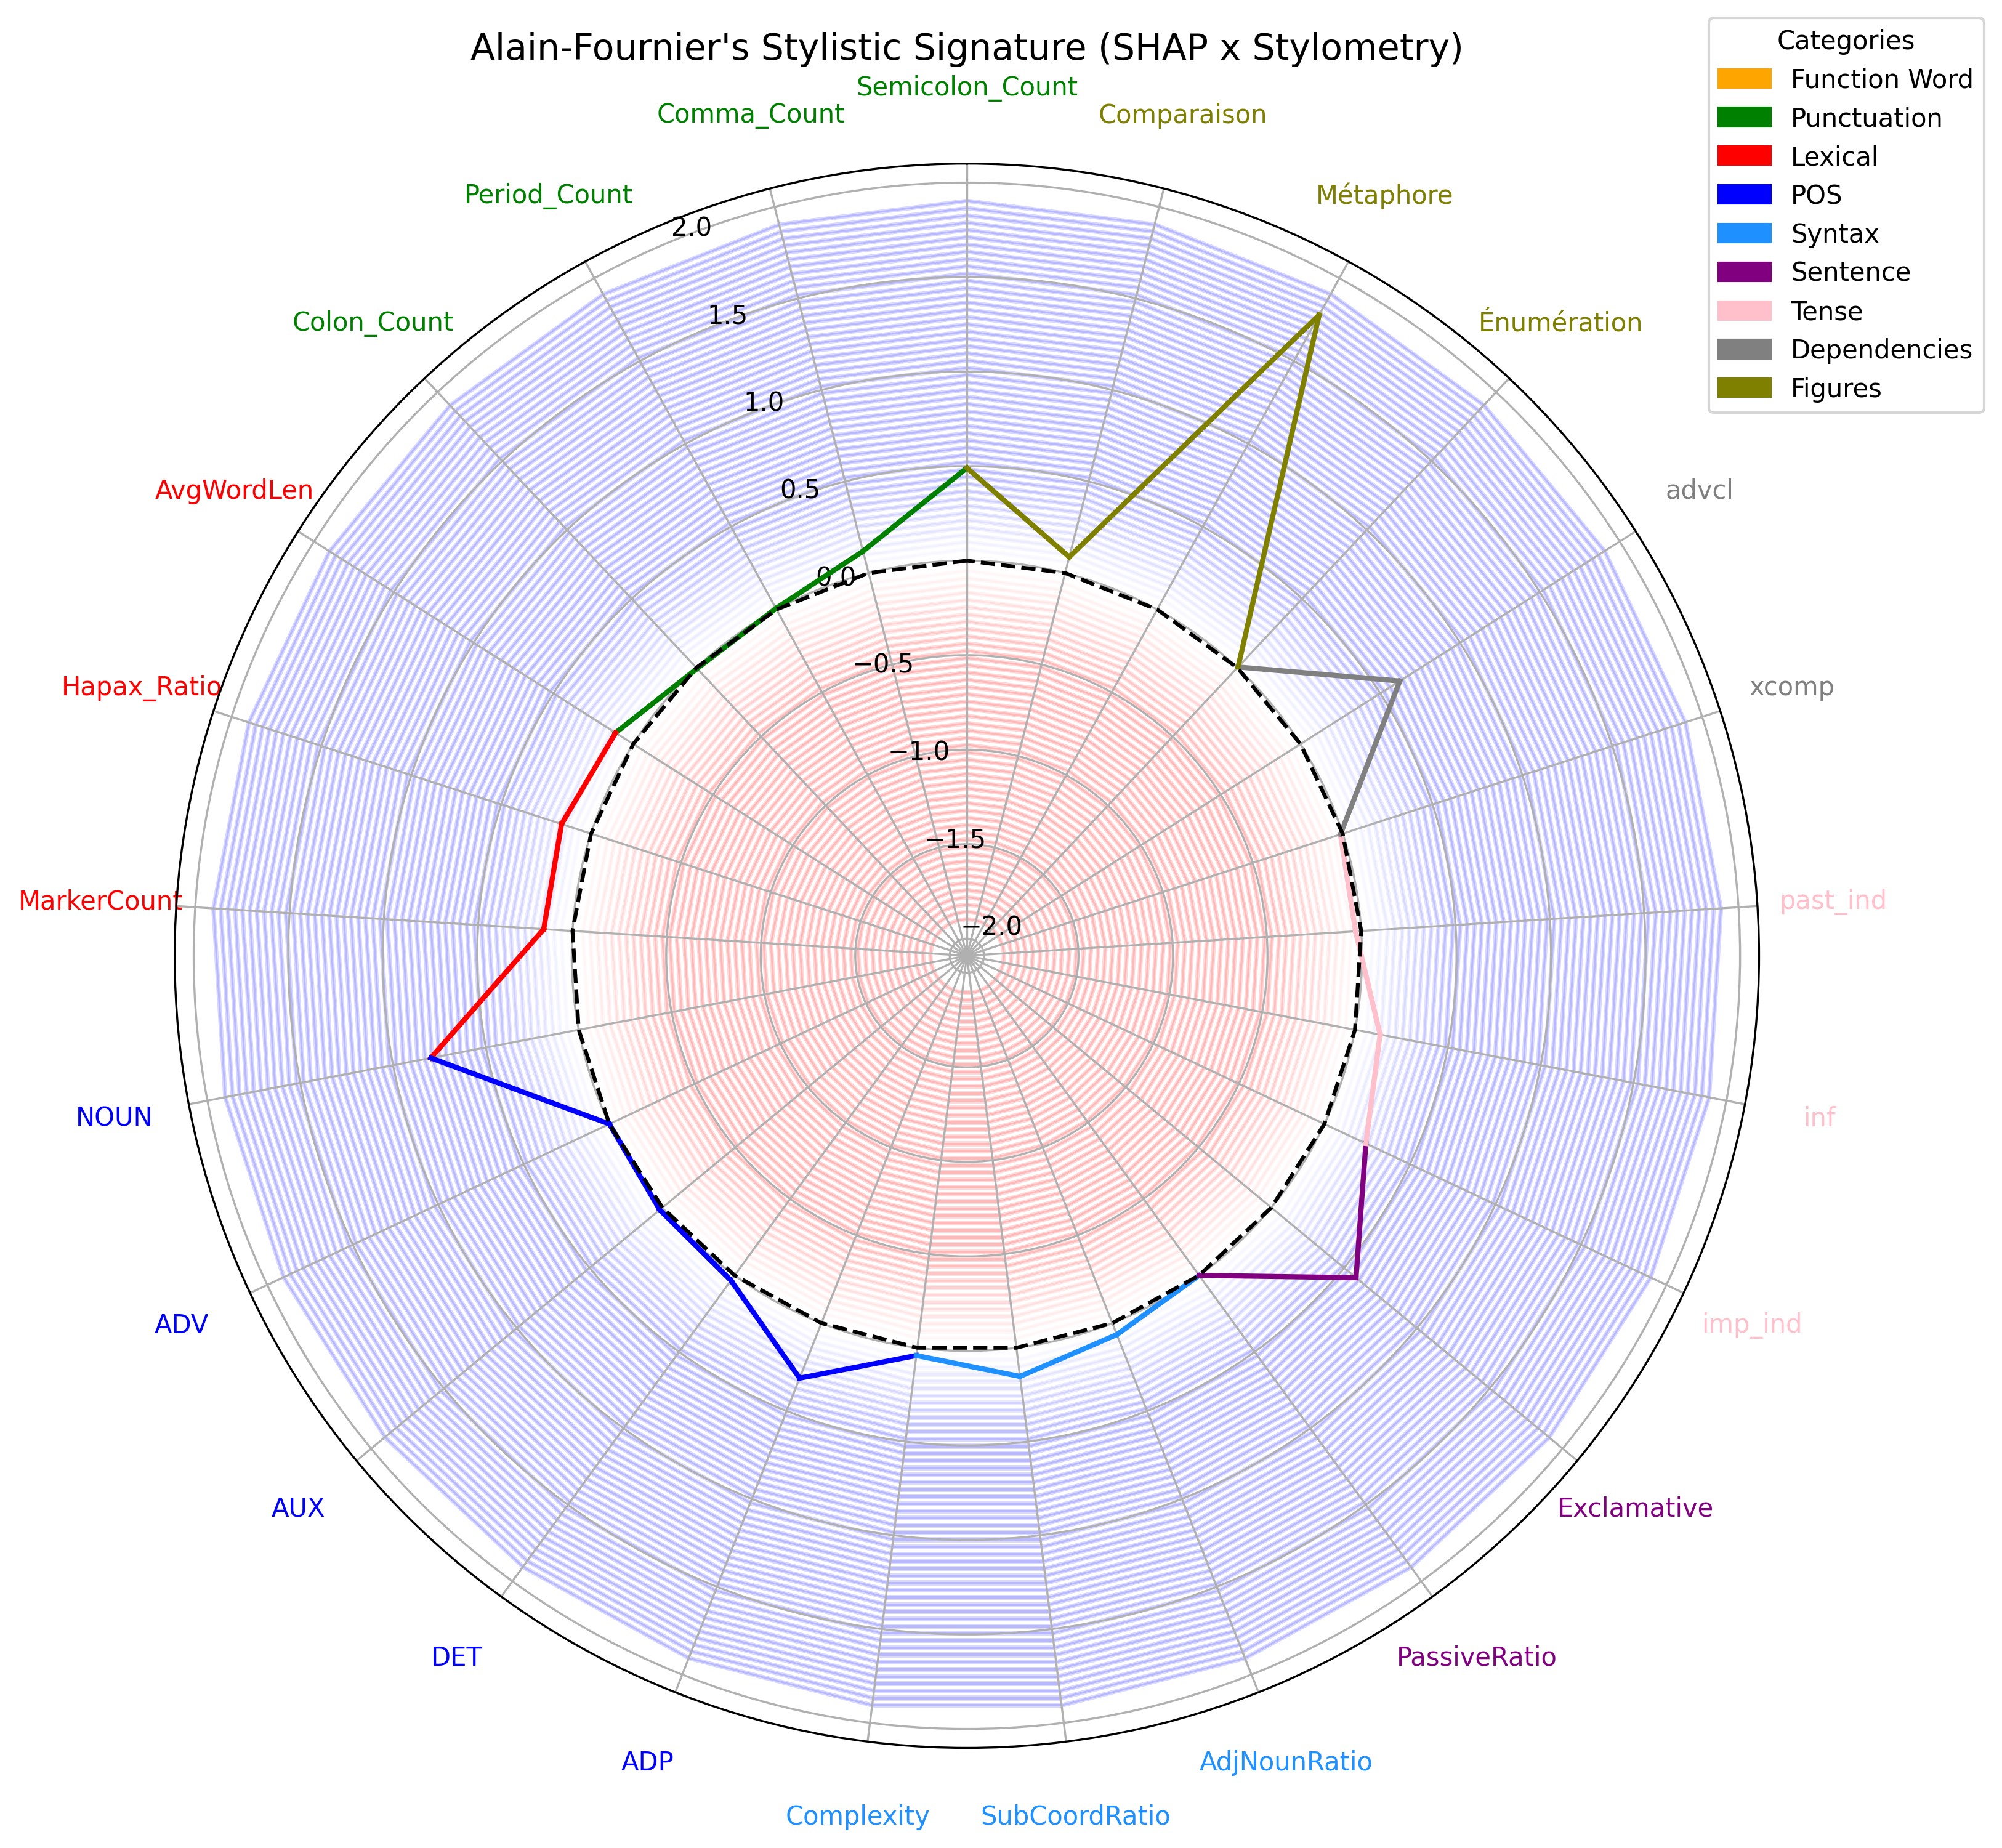 Alain-Fournier's Stylistic Signature (SHAP x Stylometry)
Categories
Function Word
Punctuation
Lexical
POS
Syntax
Sentence
Tense
Dependencies
Figures
Semicolon_Count
Comma_Count
Comparaison
Period_Count
Métaphore
Colon_Count
Énumération
AvgWordLen
advcl
Hapax_Ratio
xcomp
MarkerCount
past_ind
NOUN
inf
ADV
imp_ind
AUX
Exclamative
DET
PassiveRatio
ADP
AdjNounRatio
Complexity
SubCoordRatio
2.0
1.5
1.0
0.5
0.0
−0.5
−1.0
−1.5
−2.0